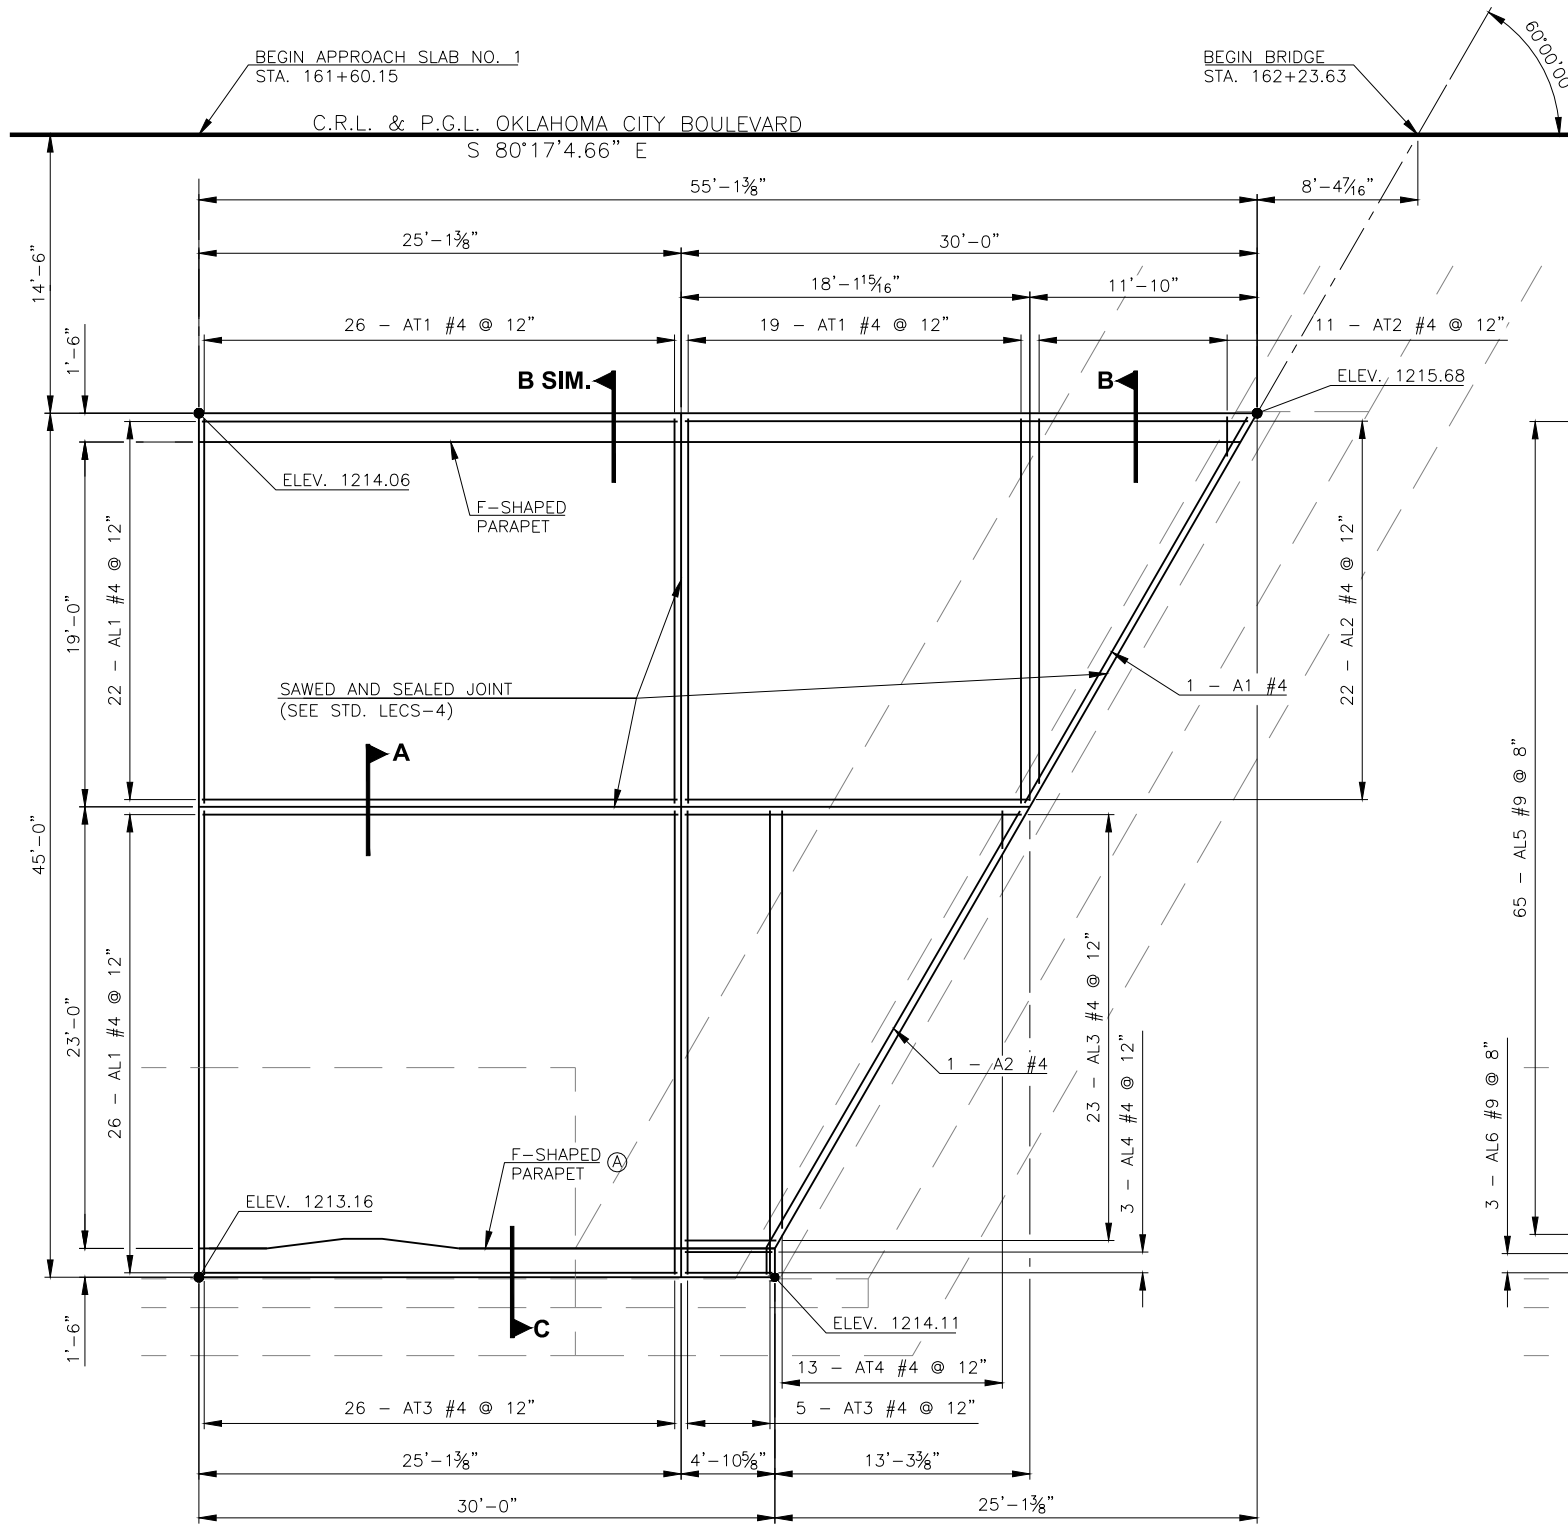 BEGIN APPROACH SLAB NO. 1
STA. 161+60.15
BEGIN BRIDGE
STA. 162+23.63
60°00'00
C.R.L. & P.G.L. OKLAHOMA CITY BOULEVARD
S 80°17'4.66" E
55'-1⅜"
8'-4⁷⁄₁₆"
14'-6"
25'-1⅜"
30'-0"
18'-1¹⁵⁄₁₆"
11'-10"
1'-6"
26 - AT1 #4 @ 12"
19 - AT1 #4 @ 12"
11 - AT2 #4 @ 12"
B SIM.
B
ELEV. 1215.68
ELEV. 1214.06
F-SHAPED
PARAPET
22 - AL1 #4 @ 12"
19'-0"
22 - AL2 #4 @ 12"
SAWED AND SEALED JOINT
(SEE STD. LECS-4)
1 - A1 #4
A
65 - AL5 #9 @ 8"
45'-0"
23'-0"
26 - AL1 #4 @ 12"
23 - AL3 #4 @ 12"
1 - A2 #4
3 - AL4 #4 @ 12"
3 - AL6 #9 @ 8"
F-SHAPED
PARAPET
A
ELEV. 1213.16
1'-6"
C
ELEV. 1214.11
13 - AT4 #4 @ 12"
26 - AT3 #4 @ 12"
5 - AT3 #4 @ 12"
25'-1⅜"
4'-10⅝"
13'-3⅜"
30'-0"
25'-1⅜"